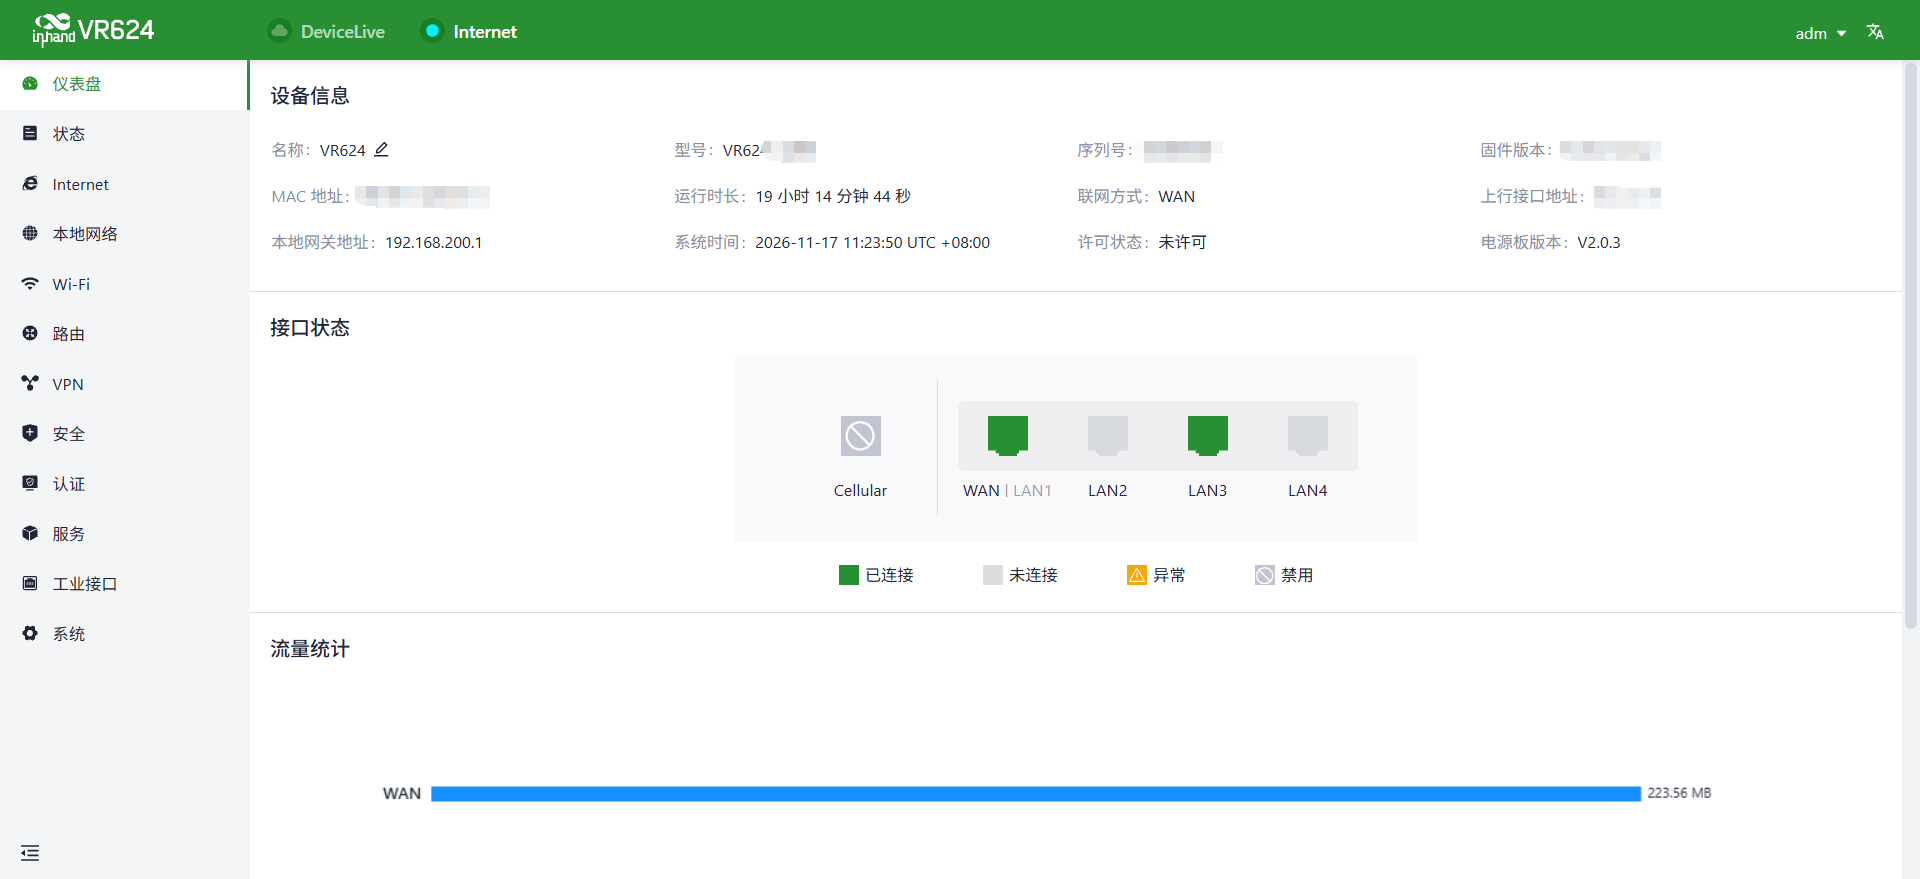 inhand VR624
DeviceLive
Internet
adm
仪表盘
状态
Internet
本地网络
Wi-Fi
路由
VPN
安全
认证
服务
工业接口
系统
设备信息
名称: VR624
型号: VR624
序列号:
固件版本:
MAC 地址:
运行时长: 19 小时 14 分钟 44 秒
联网方式: WAN
上行接口地址:
本地网关地址: 192.168.200.1
系统时间: 2026-11-17 11:23:50 UTC +08:00
许可状态: 未许可
电源板版本: V2.0.3
接口状态
Cellular
WAN | LAN1
LAN2
LAN3
LAN4
已连接
未连接
异常
禁用
流量统计
WAN
223.56 MB